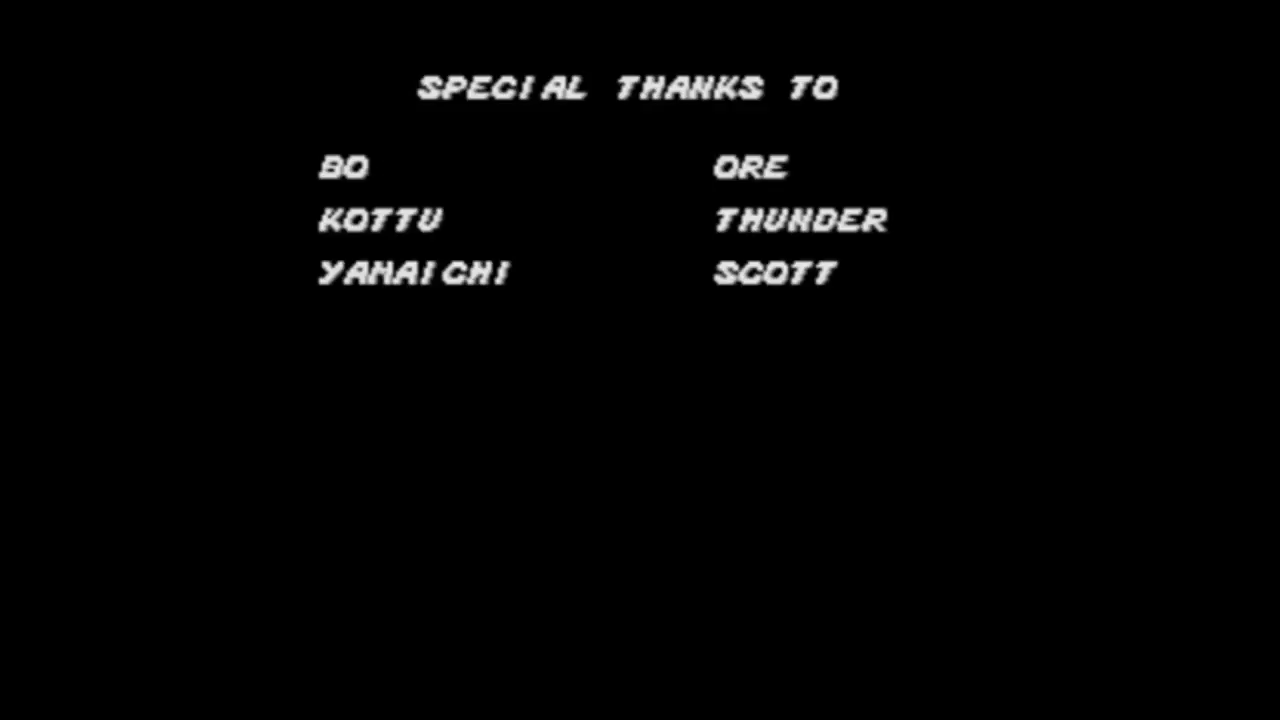 SPECIAL THANKS TO
BO ORE
KOTTU THUNDER
YAMAICHI SCOTT